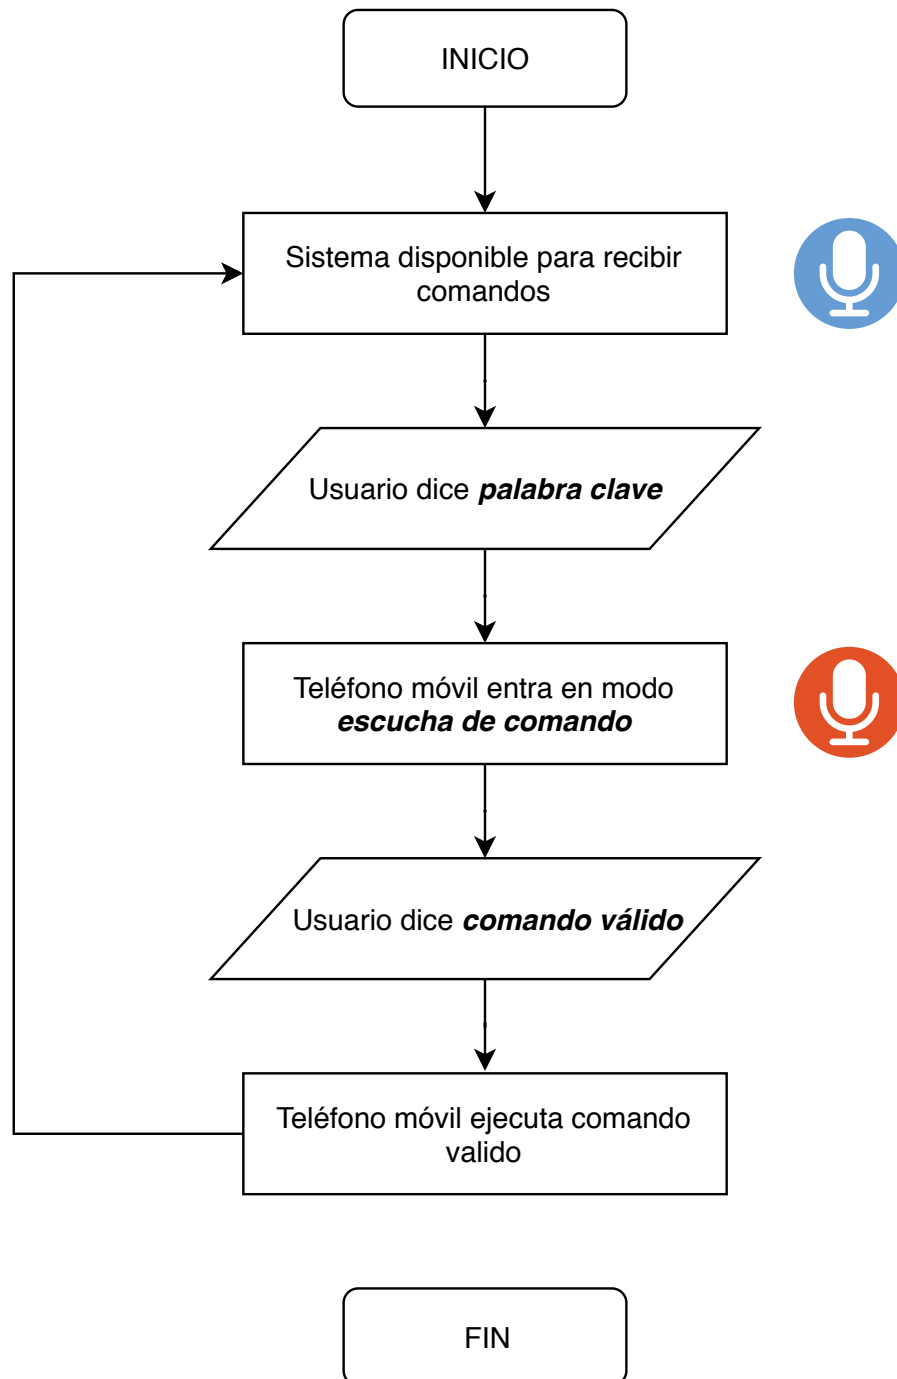 INICIO
Sistema disponible para recibir
comandos
Usuario dice palabra clave
Teléfono móvil entra en modo
escucha de comando
Usuario dice comando válido
Teléfono móvil ejecuta comando
valido
FIN